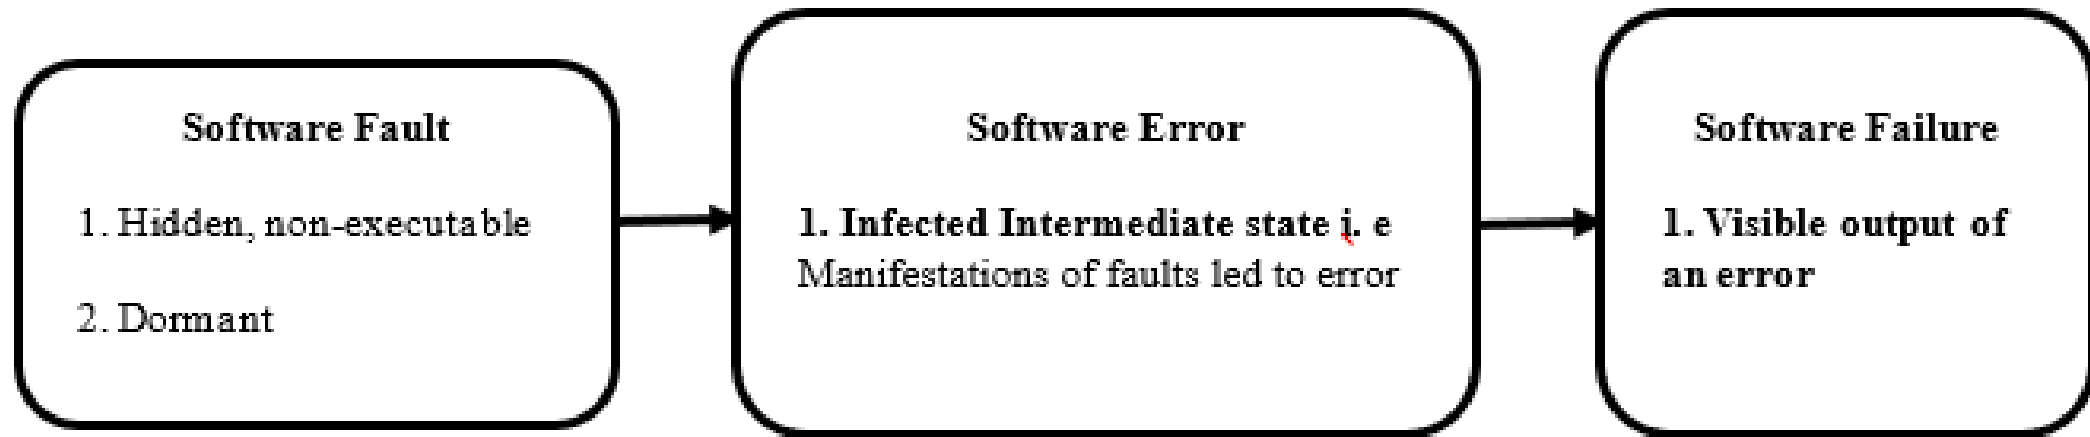 Software Fault
1. Hidden, non-executable
2. Dormant
Software Error
1. Infected Intermediate state i. e
Manifestations of faults led to error
Software Failure
1. Visible output of
an error